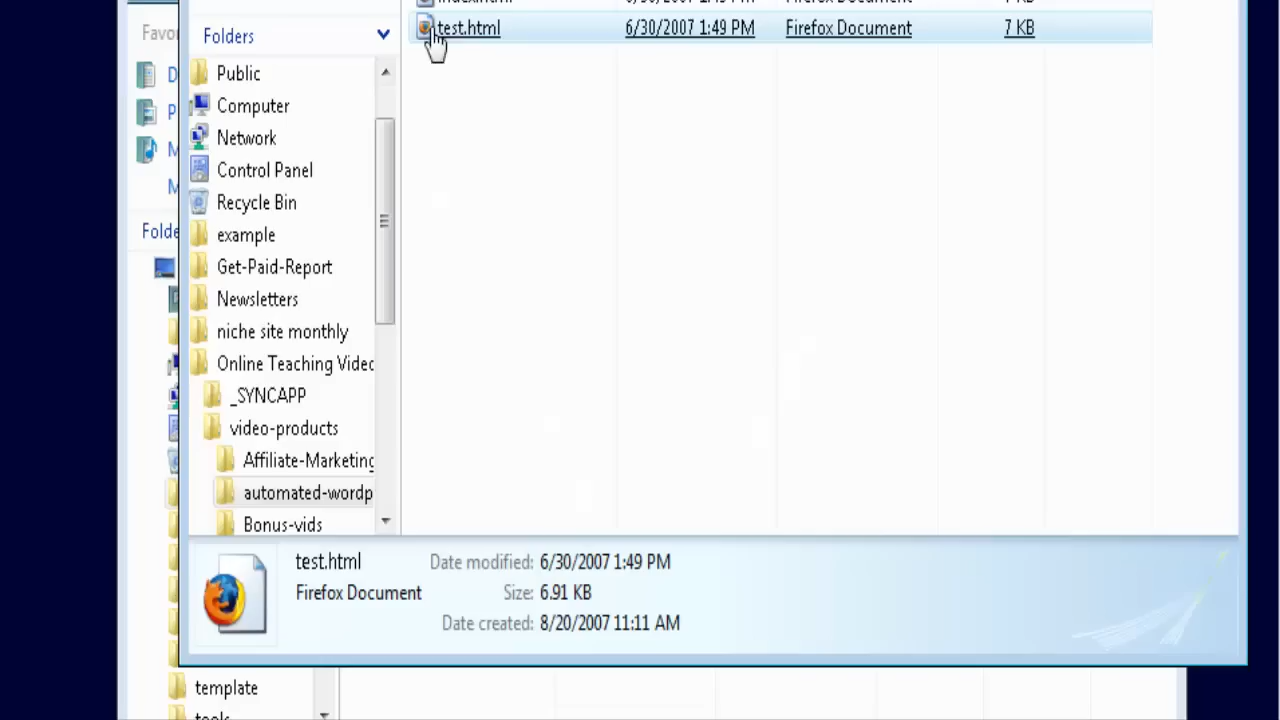 test.html 6/30/2007 1:49 PM Firefox Document 7 KB
Favo
Folders
D
Public
P
Computer
Network
M
Control Panel
M
Recycle Bin
Folde
example
Get-Paid-Report
Newsletters
niche site monthly
Online Teaching Videc
_SYNCAPP
video-products
Affiliate-Marketing
automated-wordp
Bonus-vids
test.html
Firefox Document
Date modified: 6/30/2007 1:49 PM
Size: 6.91 KB
Date created: 8/20/2007 11:11 AM
template